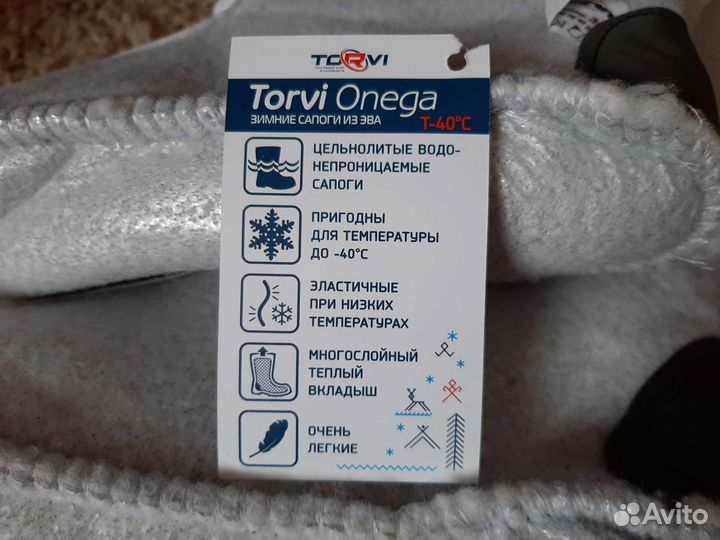 TORVI
Torvi Onega
ЗИМНИЕ САПОГИ ИЗ ЭВА
T-40°C
ЦЕЛЬНОЛИТЫЕ ВОДО-
НЕПРОНИЦАЕМЫЕ
САПОГИ
ПРИГОДНЫ
ДЛЯ ТЕМПЕРАТУРЫ
ДО -40°C
ЭЛАСТИЧНЫЕ
ПРИ НИЗКИХ
ТЕМПЕРАТУРАХ
МНОГОСЛОЙНЫЙ
ТЕПЛЫЙ
ВКЛАДЫШ
ОЧЕНЬ
ЛЕГКИЕ
Avito